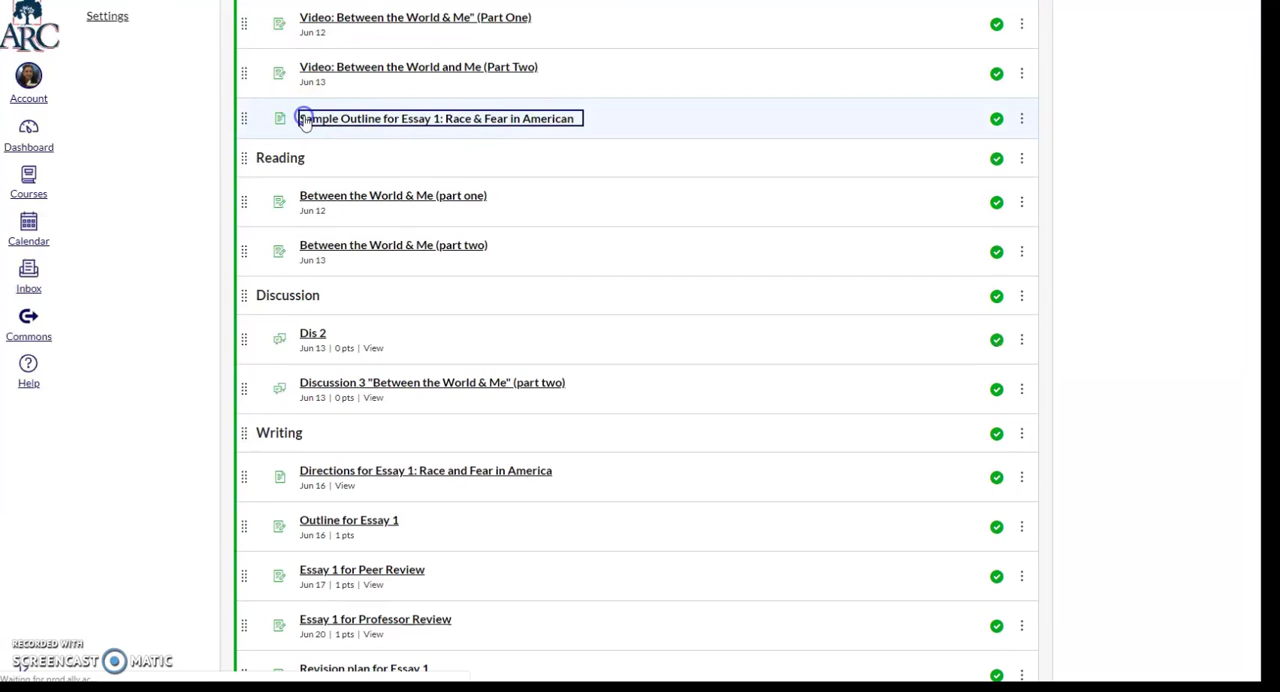 Settings
ARC
Account
Dashboard
Courses
Calendar
Inbox
Commons
Help
Video: Between the World & Me" (Part One)
Jun 12
Video: Between the World and Me (Part Two)
Jun 13
Sample Outline for Essay 1: Race & Fear in American
Reading
Between the World & Me (part one)
Jun 12
Between the World & Me (part two)
Jun 13
Discussion
Dis 2
Jun 13 | 0 pts | View
Discussion 3 "Between the World & Me" (part two)
Jun 13 | 0 pts | View
Writing
Directions for Essay 1: Race and Fear in America
Jun 16 | View
Outline for Essay 1
Jun 16 | 1 pts
Essay 1 for Peer Review
Jun 17 | 1 pts | View
Essay 1 for Professor Review
Jun 20 | 1 pts | View
Revision plan for Essay 1
RECORDED WITH
SCREENCAST MATIC
Waiting for prod.ally.ac